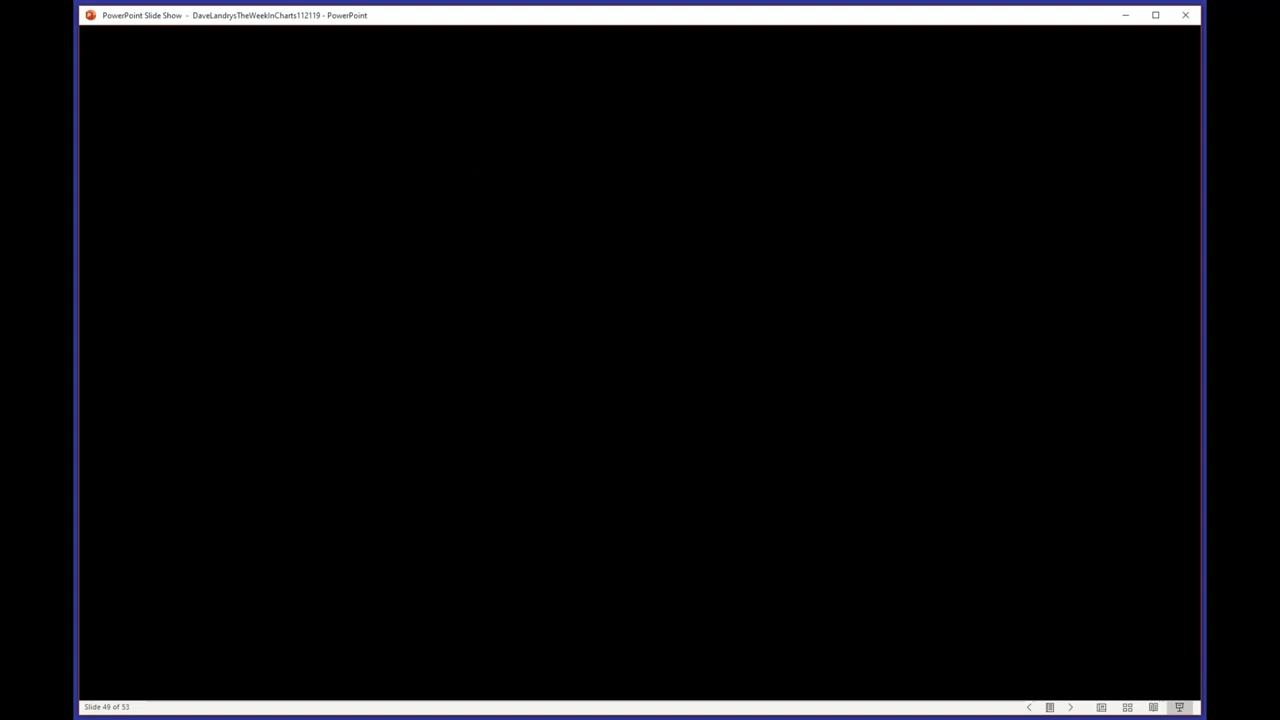 PowerPoint Slide Show - DaveLandrysTheWeekInCharts112119 - PowerPoint
Slide 49 of 53